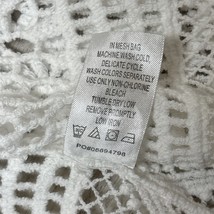 IN MESH BAG
MACHINE WASH COLD,
DELICATE CYCLE
WASH COLORS SEPARATELY
USE ONLY NON-CHLORINE
BLEACH
TUMBLE DRY LOW
REMOVE PROMPTLY
LOW IRON
PO#06694798